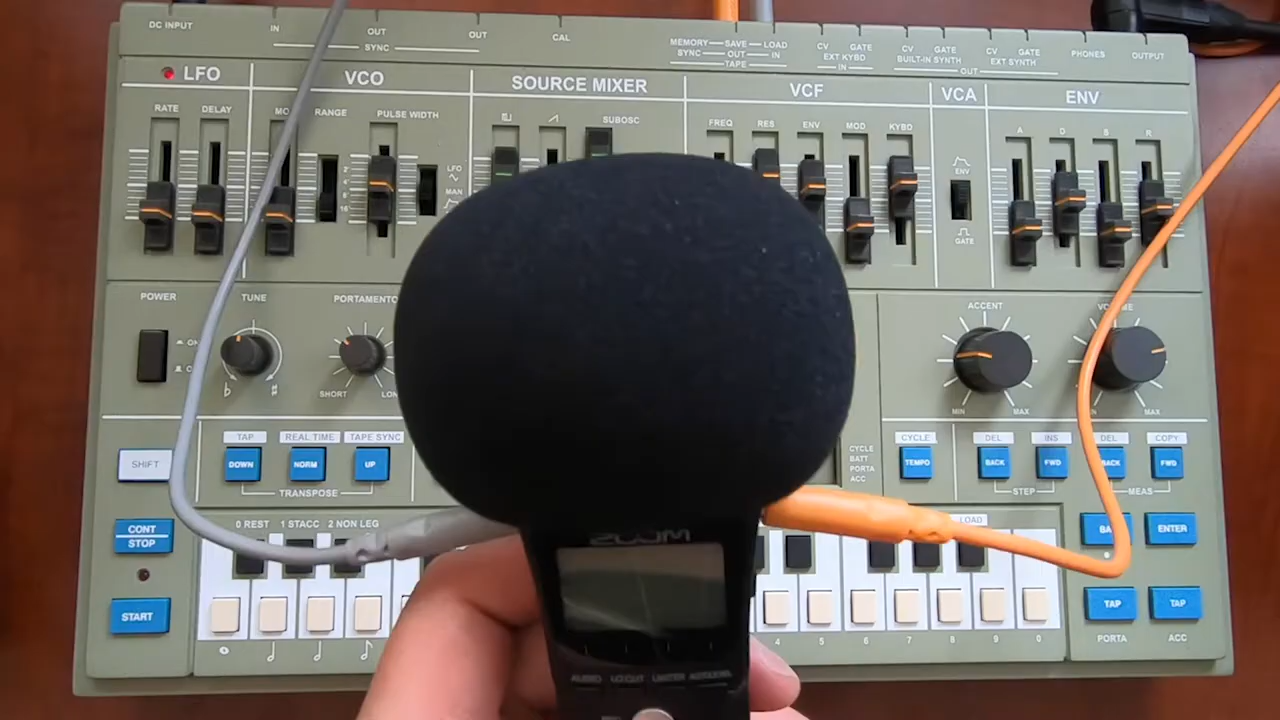 DC INPUT
IN
OUT
SYNC
OUT
CAL
MEMORY SAVE LOAD
SYNC OUT IN
TAPE
CV GATE
EXT KYBD
IN
CV GATE
BUILT-IN SYNTH
CV GATE
EXT SYNTH
OUT
PHONES
OUTPUT
LFO
VCO
SOURCE MIXER
VCF
VCA
ENV
RATE
DELAY
RANGE
PULSE WIDTH
SUBOSC
FREQ
RES
ENV
MOD
KYBD
A
D
S
R
LFO
MAN
ENV
GATE
POWER
TUNE
PORTAMENTO
ACCENT
SHORT
MIN
MAX
MAX
TAP
REAL TIME
TAPE SYNC
CYCLE
BATT
PORTA
ACC
CYCLE
DEL
INS
DEL
COPY
SHIFT
DOWN
NORM
UP
TEMPO
BACK
FWD
BACK
FWD
TRANSPOSE
STEP
MEAS
CONT
STOP
0 REST
1 STACC
2 NON LEG
LOAD
ENTER
ZOOM
START
TAP
TAP
4
5
6
7
8
9
0
PORTA
ACC
AUDIO
LO CUT
LIMITER